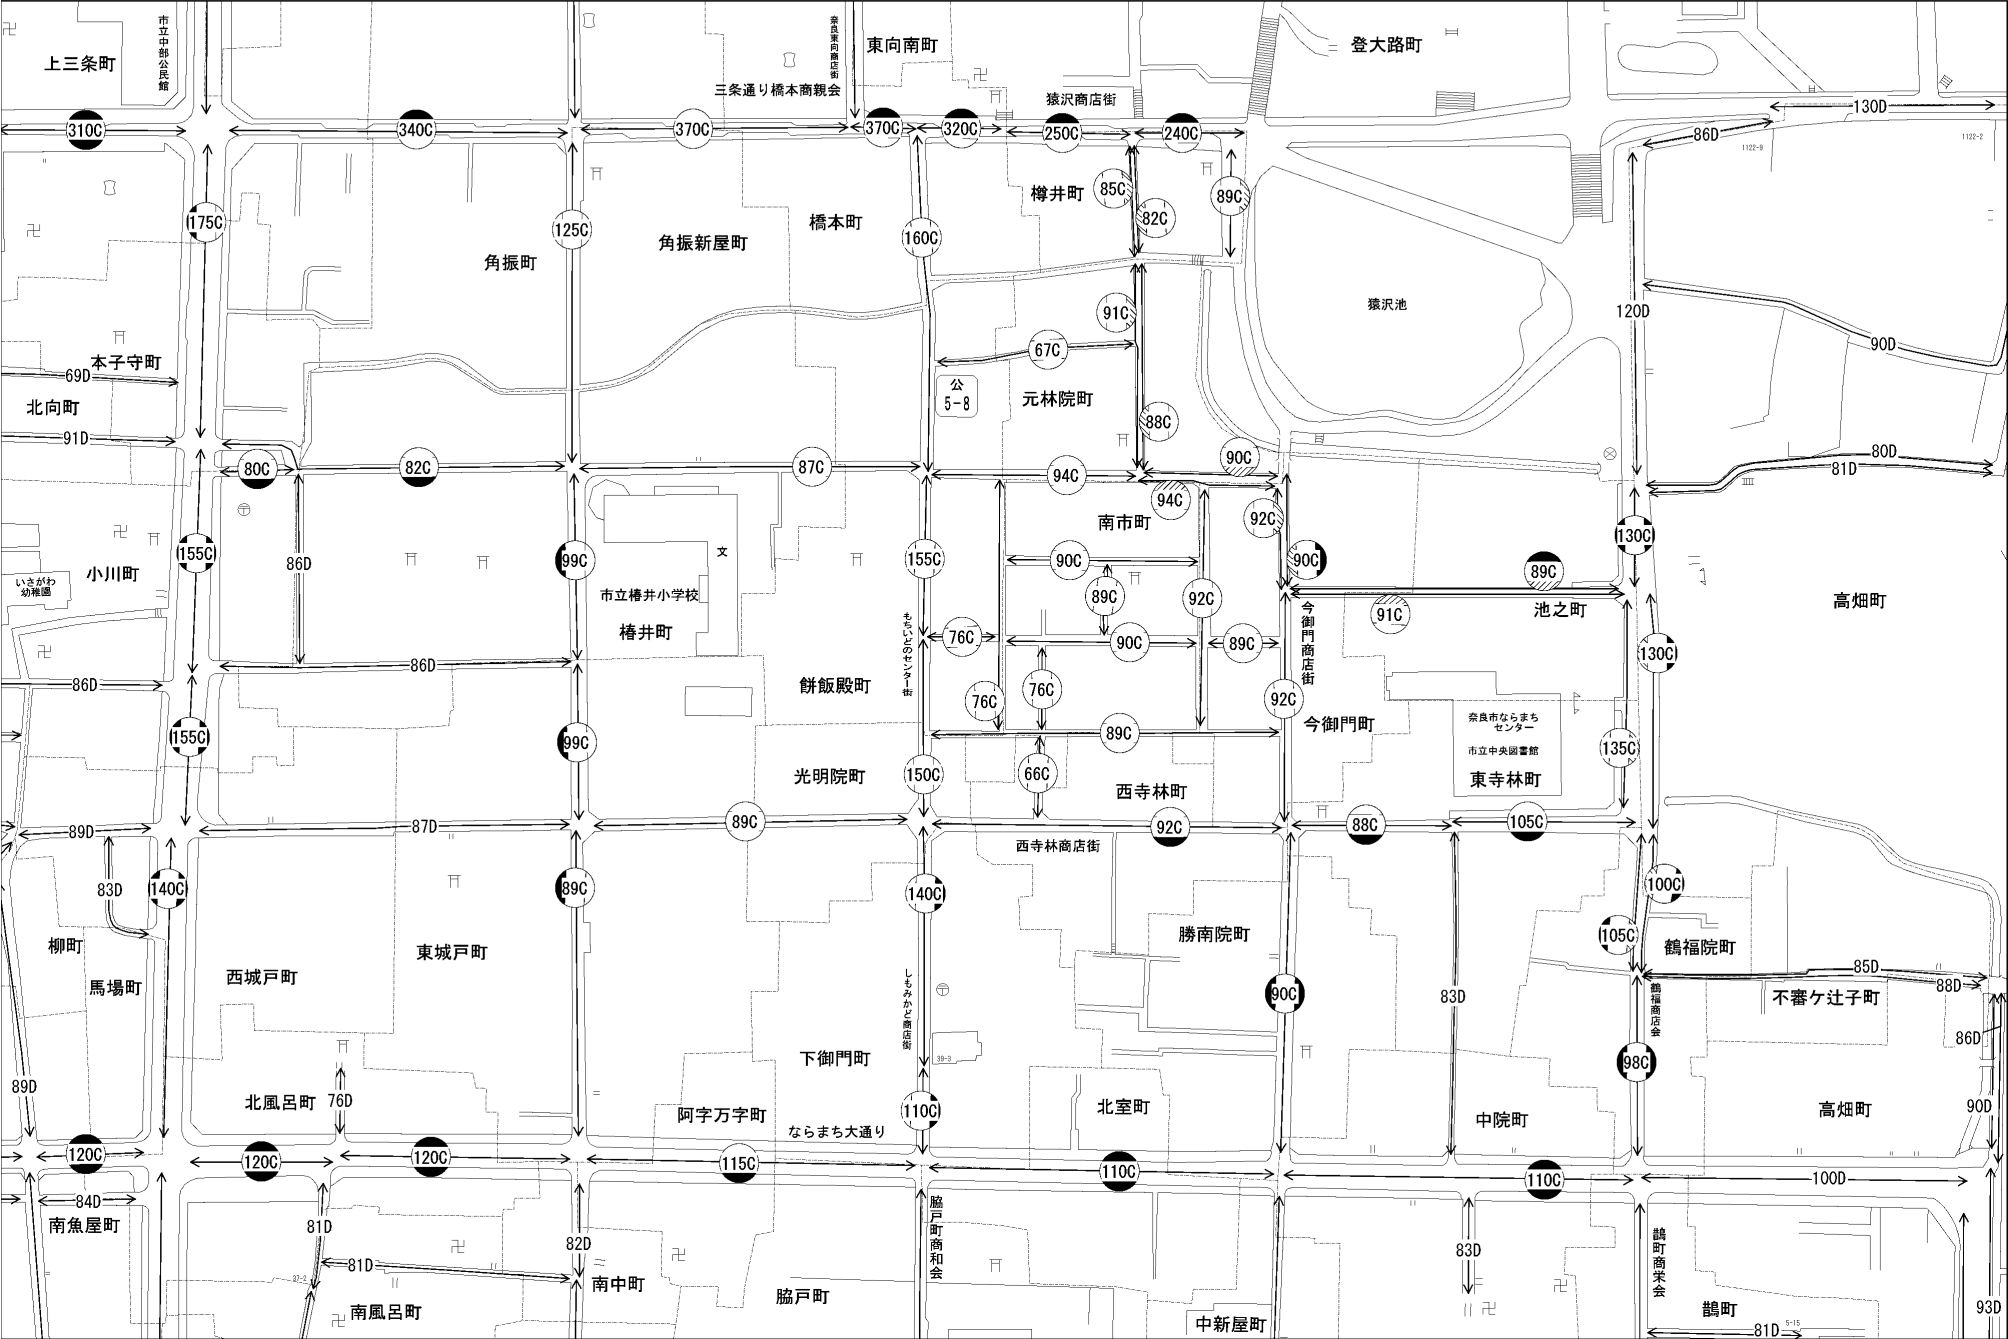 市立中部公民館
奈良東向商店街
東向南町
登大路町
上三条町
三条通り橋本商親会
猿沢商店街
130D
310C
340C
370C
370C
320C
250C
240C
86D
1122-2
1122-9
樽井町
85C
89C
175C
82C
橋本町
125C
角振新屋町
160C
角振町
猿沢池
91C
120D
67C
90D
本子守町
69D
公
5-8
元林院町
北向町
88C
91D
80D
80C
82C
87C
90C
94C
81D
94C
南市町
92C
130C
文
155C
99C
155C
90C
90C
89C
86D
小川町
いさがわ
幼稚園
市立椿井小学校
89C
92C
今御門商店街
91C
池之町
高畑町
椿井町
もちいどのセンター街
76C
90C
89C
130C
86D
86D
餅飯殿町
76C
76C
92C
奈良市ならまち
センター
今御門町
155C
99C
89C
135C
市立中央図書館
光明院町
150C
66C
東寺林町
西寺林町
89D
87D
89C
92C
88C
105C
西寺林商店街
83D
140C
89C
140C
100C
柳町
東城戸町
勝南院町
105C
鶴福院町
西城戸町
85D
馬場町
しもみかど商店街
90C
83D
鶴福商店会
88D
不審ケ辻子町
86D
39-3
下御門町
98C
89D
北風呂町
76D
阿字万字町
110C
北室町
中院町
高畑町
90D
ならまち大通り
120C
120C
120C
115C
110C
110C
100D
84D
南魚屋町
81D
脇戸町商和会
82D
83D
鵲町商栄会
81D
37-2
南中町
脇戸町
南風呂町
中新屋町
鵲町
93D
5-15
81D